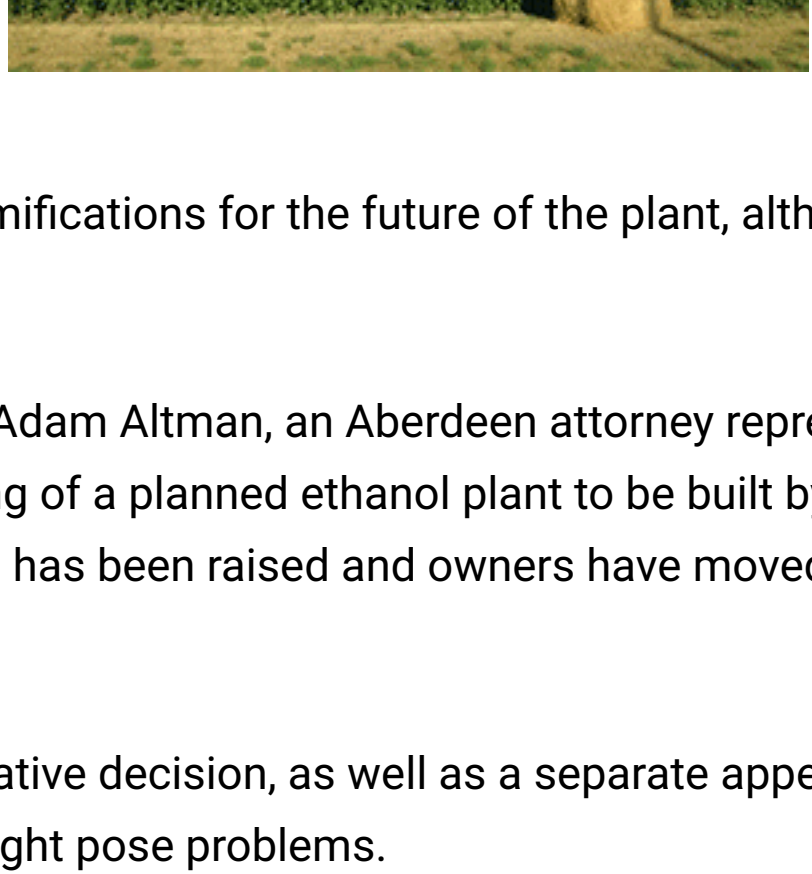 mifications for the future of the plant, alth
Adam Altman, an Aberdeen attorney repre
ng of a planned ethanol plant to be built by
has been raised and owners have moved
ative decision, as well as a separate appe
ght pose problems.